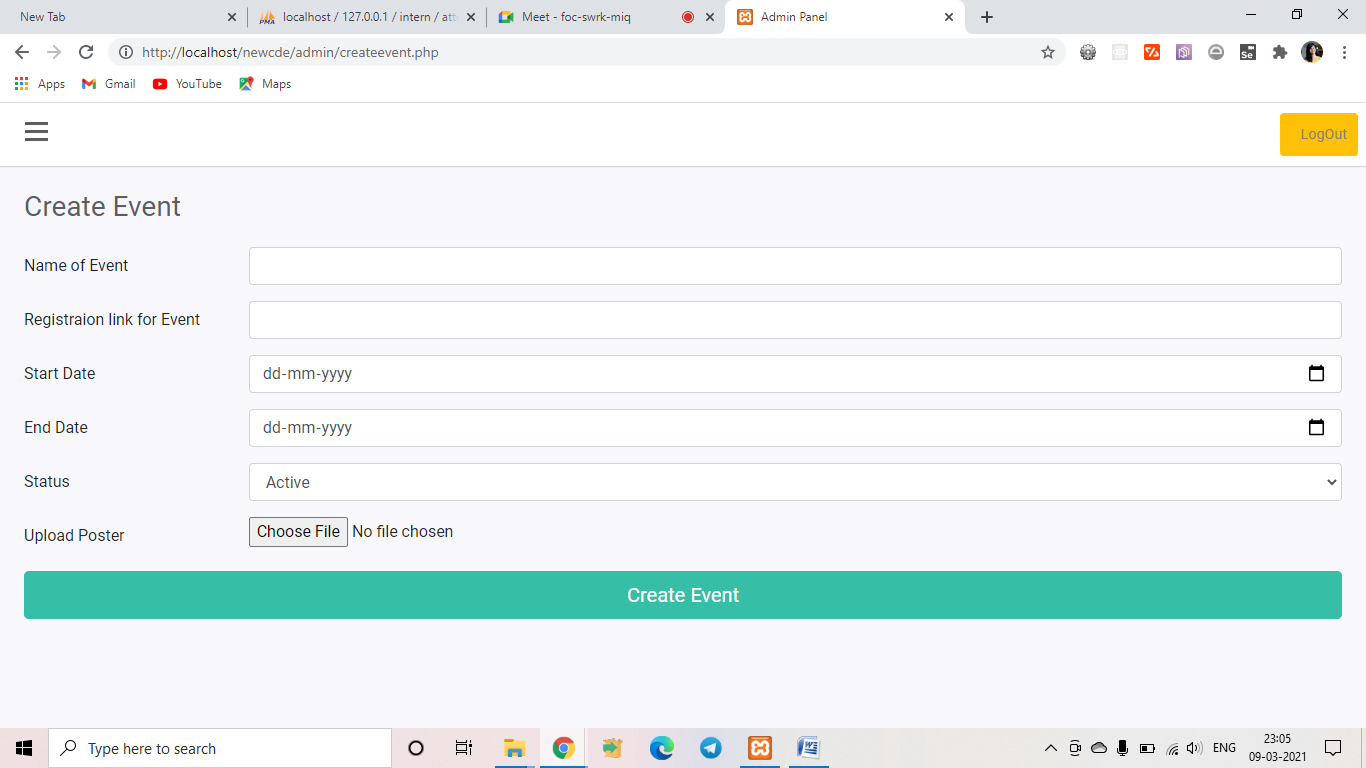 New Tab
PMA localhost / 127.0.0.1 / intern / att
Meet - foc-swrk-miq
Admin Panel
http://localhost/newcde/admin/createevent.php
Se
Apps Gmail YouTube Maps
LogOut
Create Event
Name of Event
Registraion link for Event
Start Date dd-mm-yyyy
End Date dd-mm-yyyy
Status Active
Upload Poster Choose File No file chosen
Create Event
Type here to search
ENG
23:05
09-03-2021